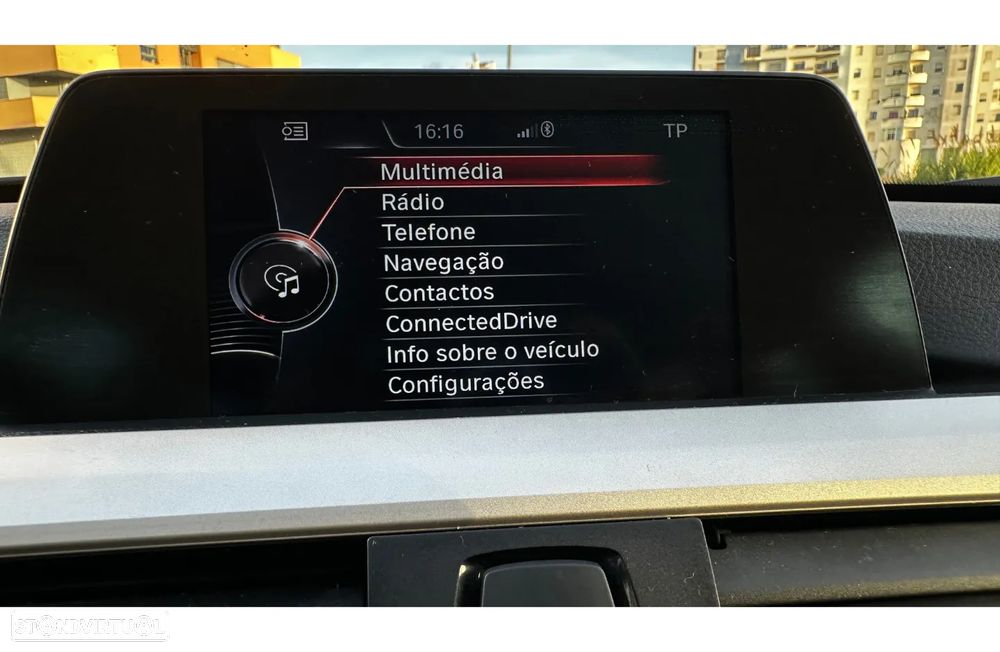 16:16
TP
Multimédia
Rádio
Telefone
Navegação
Contactos
ConnectedDrive
Info sobre o veículo
Configurações
STANDVIRTUAL